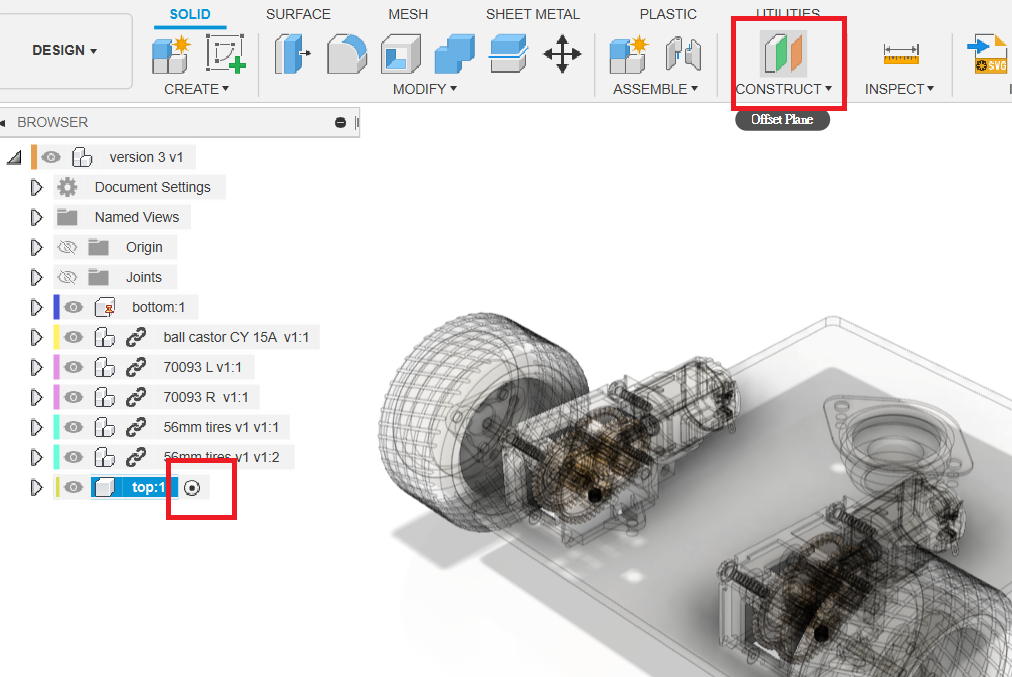 SOLID SURFACE MESH SHEET METAL PLASTIC UTILITIES
DESIGN ▾
SVG
CREATE ▾ MODIFY ▾ ASSEMBLE ▾ CONSTRUCT ▾ INSPECT ▾
Offset Plane
BROWSER
version 3 v1
Document Settings
Named Views
Origin
Joints
bottom:1
ball castor CY 15A v1:1
70093 L v1:1
70093 R v1:1
56mm tires v1 v1:1
56mm tires v1 v1:2
top:1